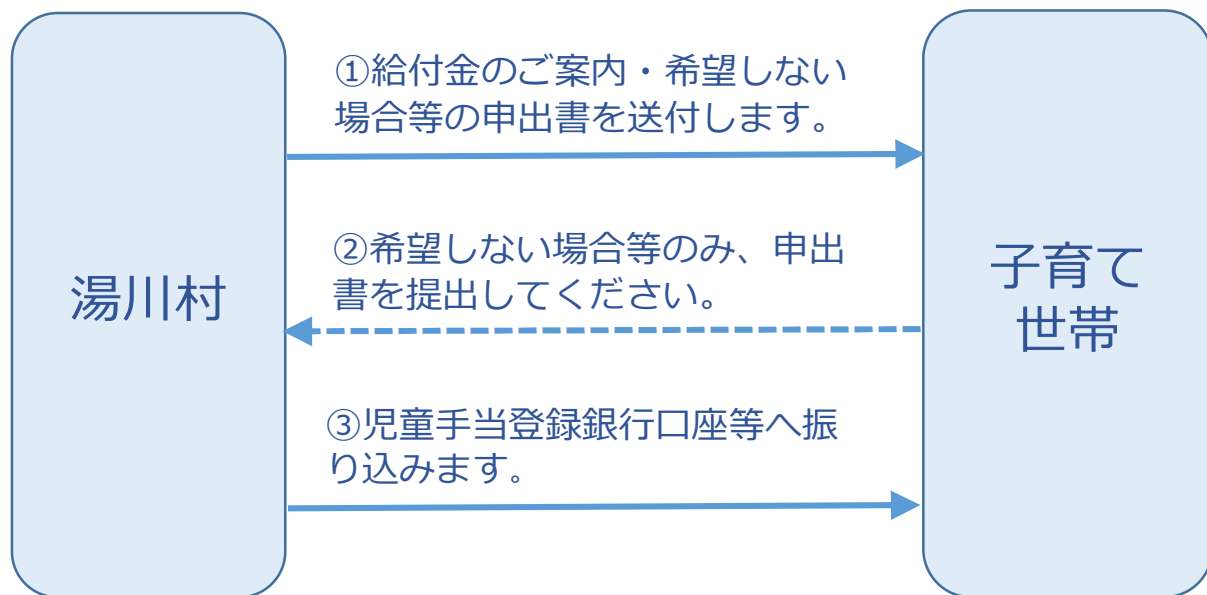 湯川村
①給付金のご案内・希望しない
場合等の申出書を送付します。
②希望しない場合等のみ、申出
書を提出してください。
③児童手当登録銀行口座等へ振
り込みます。
子育て
世帯